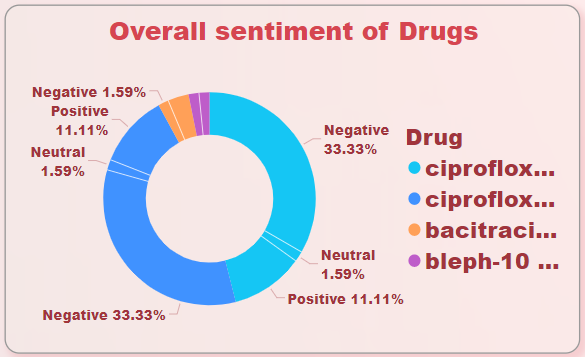 Overall sentiment of Drugs
Negative 1.59%
Positive
11.11%
Neutral
1.59%
Negative 33.33%
Negative
33.33%
Neutral
1.59%
Positive 11.11%
Drug
ciproflox...
ciproflox...
bacitraci...
bleph-10 ...